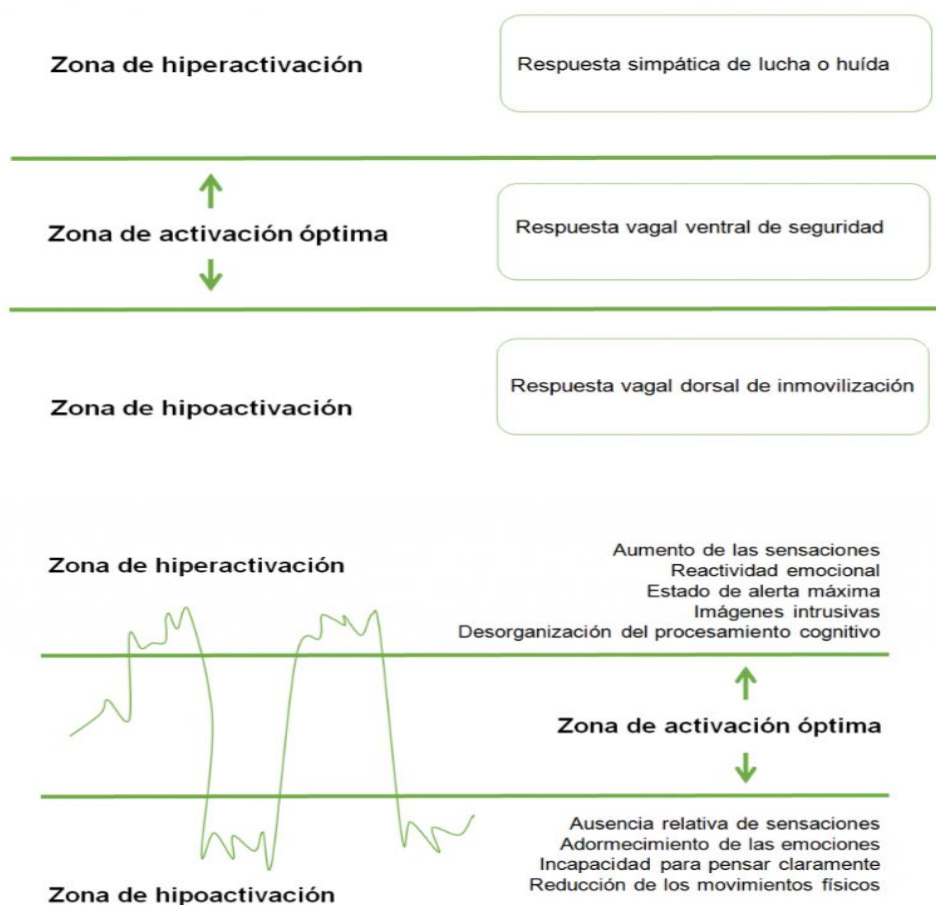 Zona de hiperactivación
Respuesta simpática de lucha o huída
Zona de activación óptima
Respuesta vagal ventral de seguridad
Zona de hipoactivación
Respuesta vagal dorsal de inmovilización
Zona de hiperactivación
Aumento de las sensaciones
Reactividad emocional
Estado de alerta máxima
Imágenes intrusivas
Desorganización del procesamiento cognitivo
Zona de activación óptima
Ausencia relativa de sensaciones
Adormecimiento de las emociones
Incapacidad para pensar claramente
Reducción de los movimientos físicos
Zona de hipoactivación